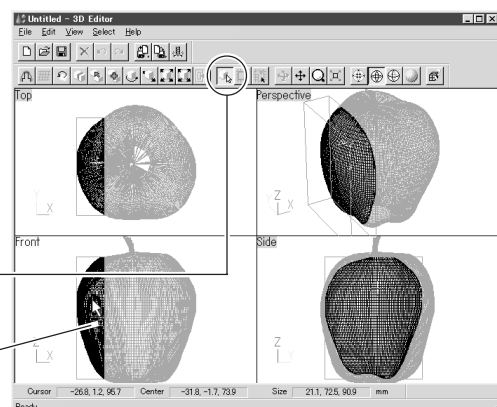 Untitled - 3D Editor
File Edit View Select Help
Top
Perspective
Y
X
Z
Y
X
Front
Side
Z
X
Z
Y
Cursor -26.8, 1.2, 95.7 Center -31.8, -1.7, 73.9 Size 21.1, 72.5, 90.9 mm
Ready